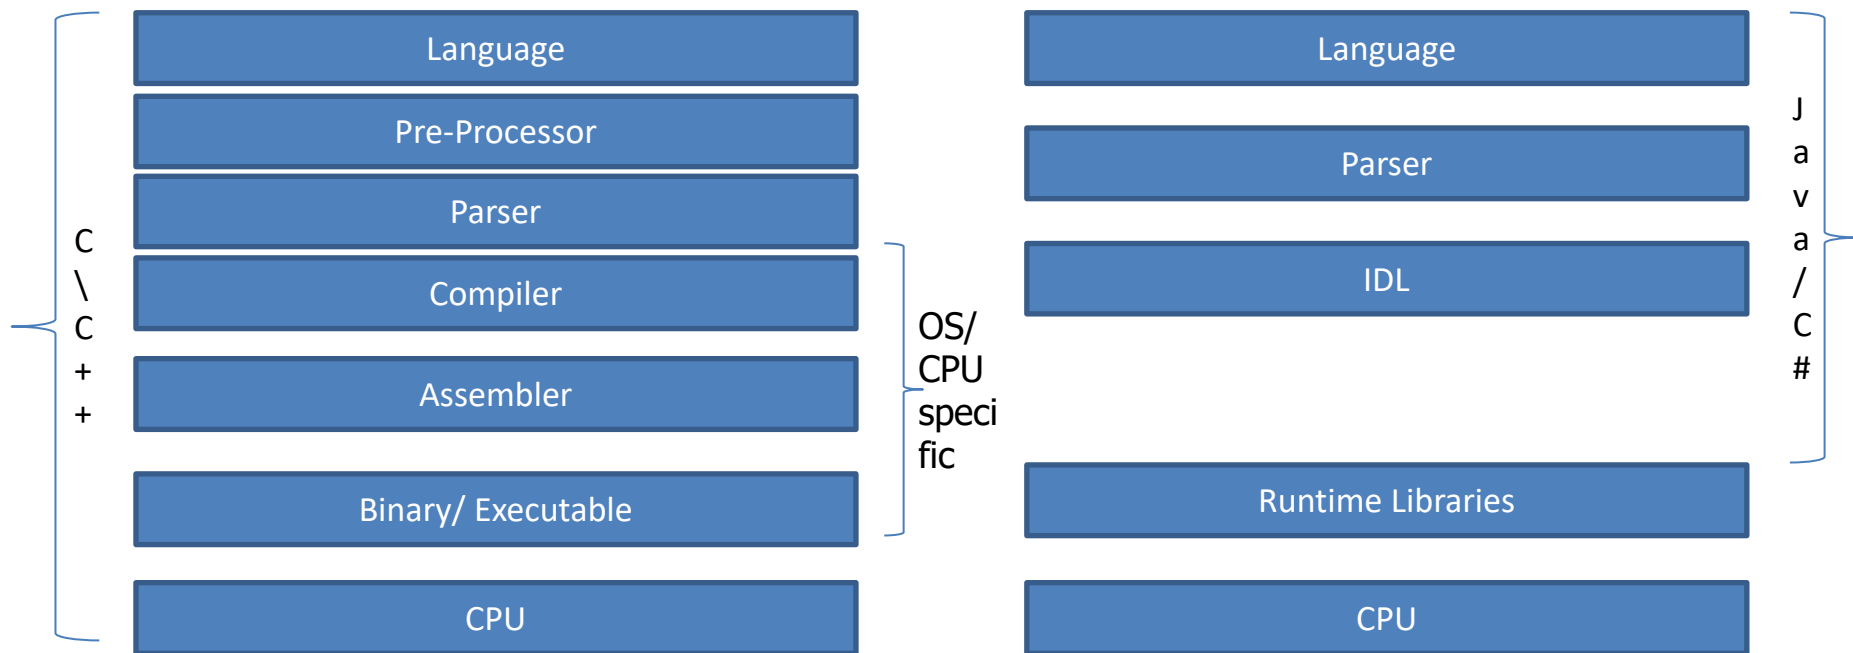 Language
Pre-Processor
Parser
Compiler
Assembler
Binary/ Executable
CPU
C
\
C
+
+
OS/
CPU
speci
fic
Language
Parser
IDL
Runtime Libraries
CPU
J
a
v
a
/
C
#